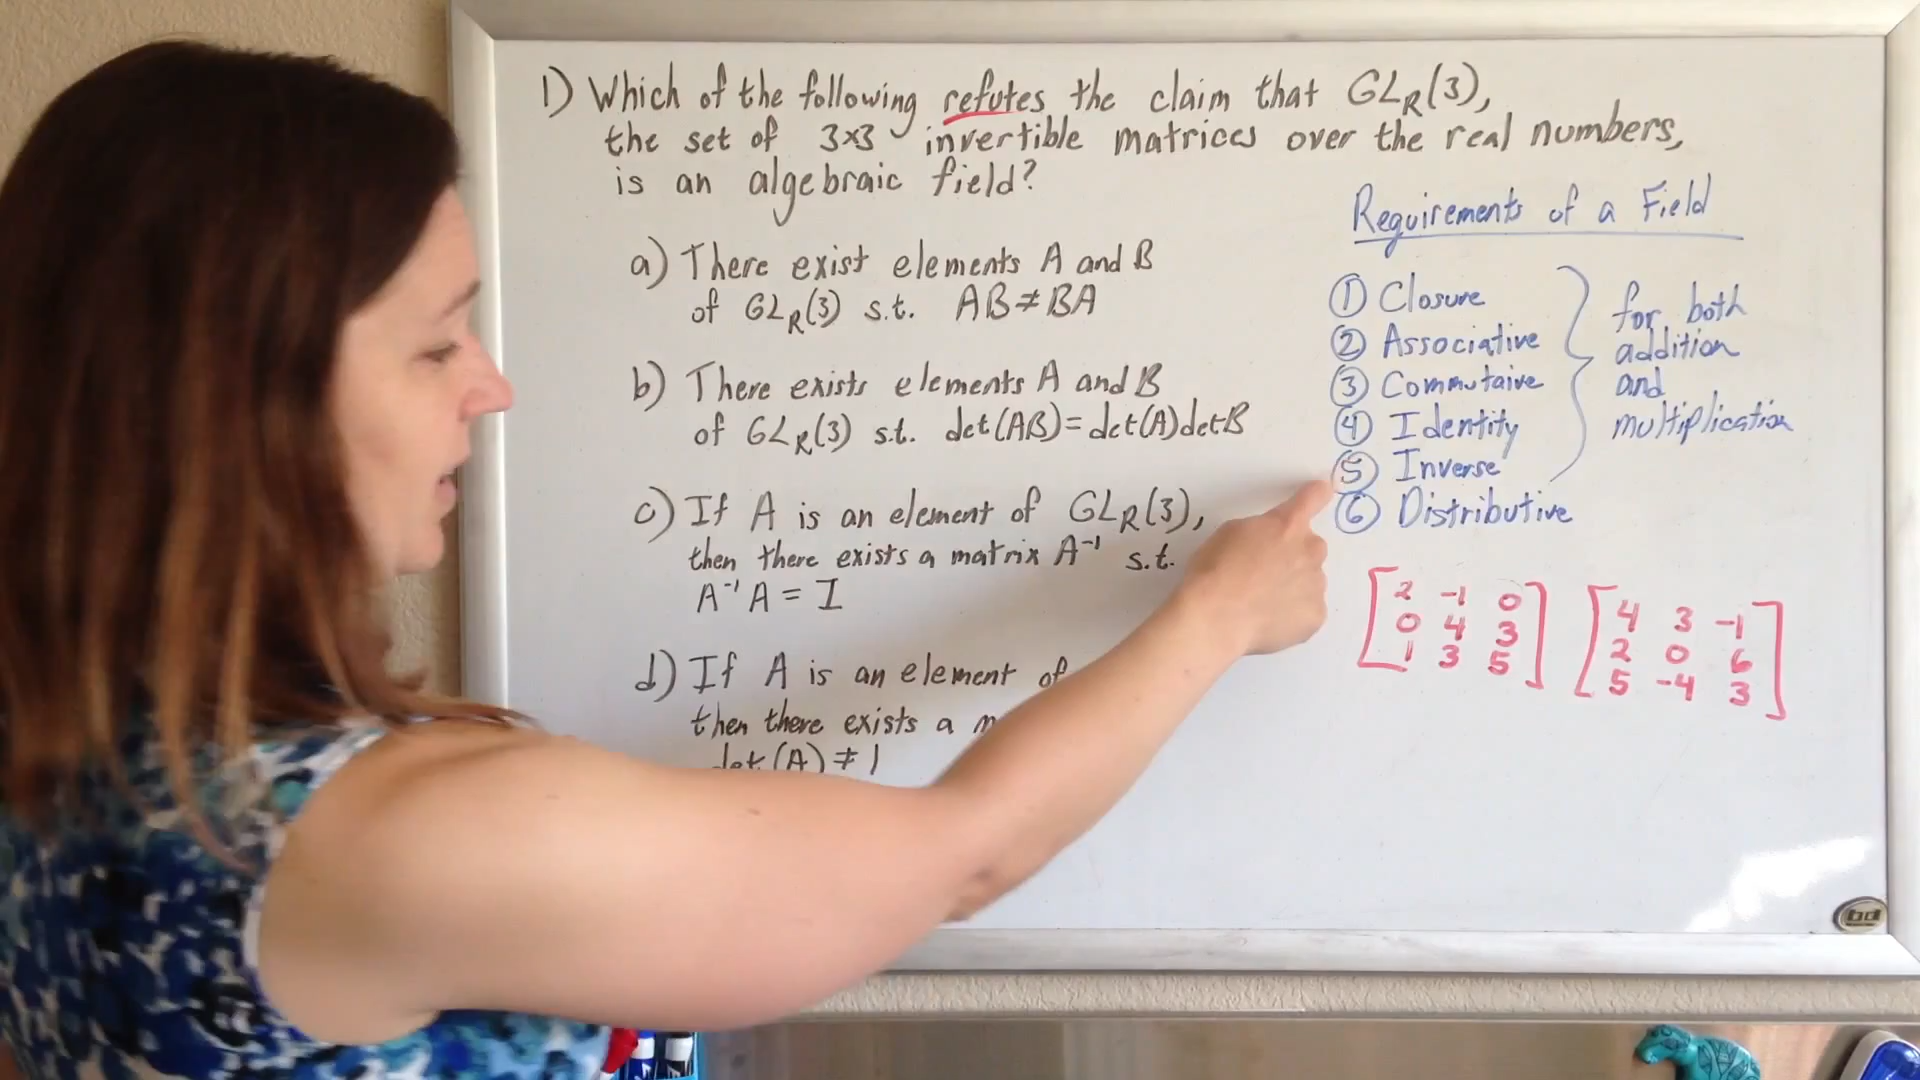 1) Which of the following refutes the claim that GL_R(3),
the set of 3x3 invertible matrices over the real numbers,
is an algebraic field?
a) There exist elements A and B
of GL_R(3) s.t. AB≠BA
b) There exists elements A and B
of GL_R(3) s.t. det(AB)=det(A)detB
c) If A is an element of GL_R(3),
then there exists a matrix A⁻¹ s.t.
A⁻¹A = I
d) If A is an element of
then there exists a
det(A) ≠ 1
Requirements of a Field
① Closure
② Associative
③ Commutaive
④ Identity
⑤ Inverse
⑥ Distributive
for both
addition
and
multiplication
2 -1 0
0 4 3
1 3 5
4 3 -1
2 0 6
5 -4 3
bd